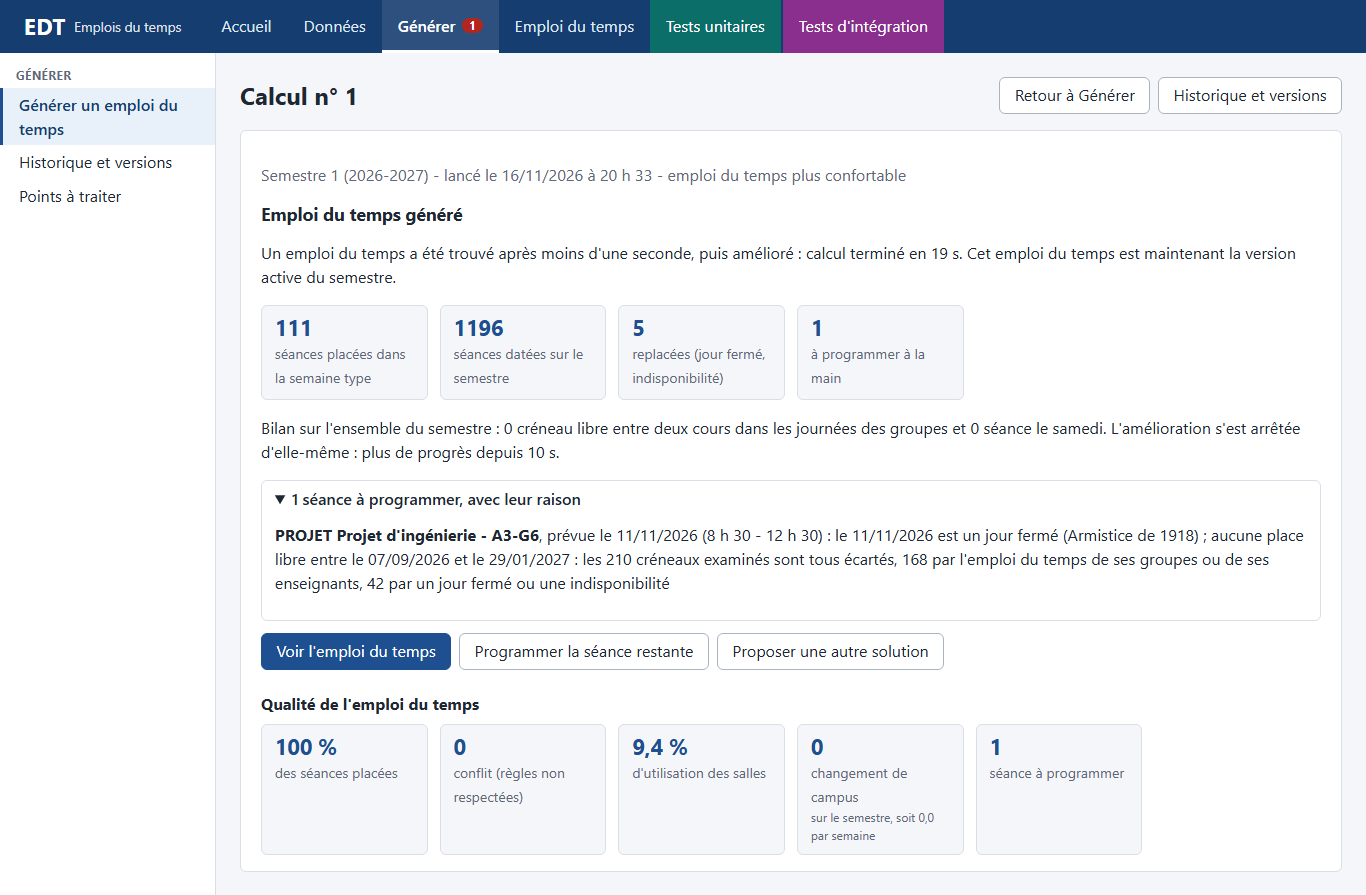 EDT Emplois du temps
Accueil
Données
Générer 1
Emploi du temps
Tests unitaires
Tests d'intégration
GÉNÉRER
Générer un emploi du
temps
Historique et versions
Points à traiter
Calcul n° 1
Retour à Générer
Historique et versions
Semestre 1 (2026-2027) - lancé le 16/11/2026 à 20 h 33 - emploi du temps plus confortable
Emploi du temps généré
Un emploi du temps a été trouvé après moins d'une seconde, puis amélioré : calcul terminé en 19 s. Cet emploi du temps est maintenant la version
active du semestre.
111
séances placées dans
la semaine type
1196
séances datées sur le
semestre
5
replacées (jour fermé,
indisponibilité)
1
à programmer à la
main
Bilan sur l'ensemble du semestre : 0 créneau libre entre deux cours dans les journées des groupes et 0 séance le samedi. L'amélioration s'est arrêtée
d'elle-même : plus de progrès depuis 10 s.
▼ 1 séance à programmer, avec leur raison
PROJET Projet d'ingénierie - A3-G6, prévue le 11/11/2026 (8 h 30 - 12 h 30) : le 11/11/2026 est un jour fermé (Armistice de 1918) ; aucune place
libre entre le 07/09/2026 et le 29/01/2027 : les 210 créneaux examinés sont tous écartés, 168 par l'emploi du temps de ses groupes ou de ses
enseignants, 42 par un jour fermé ou une indisponibilité
Voir l'emploi du temps
Programmer la séance restante
Proposer une autre solution
Qualité de l'emploi du temps
100 %
des séances placées
0
conflit (règles non
respectées)
9,4 %
d'utilisation des salles
0
changement de
campus
sur le semestre, soit 0,0
par semaine
1
séance à programmer